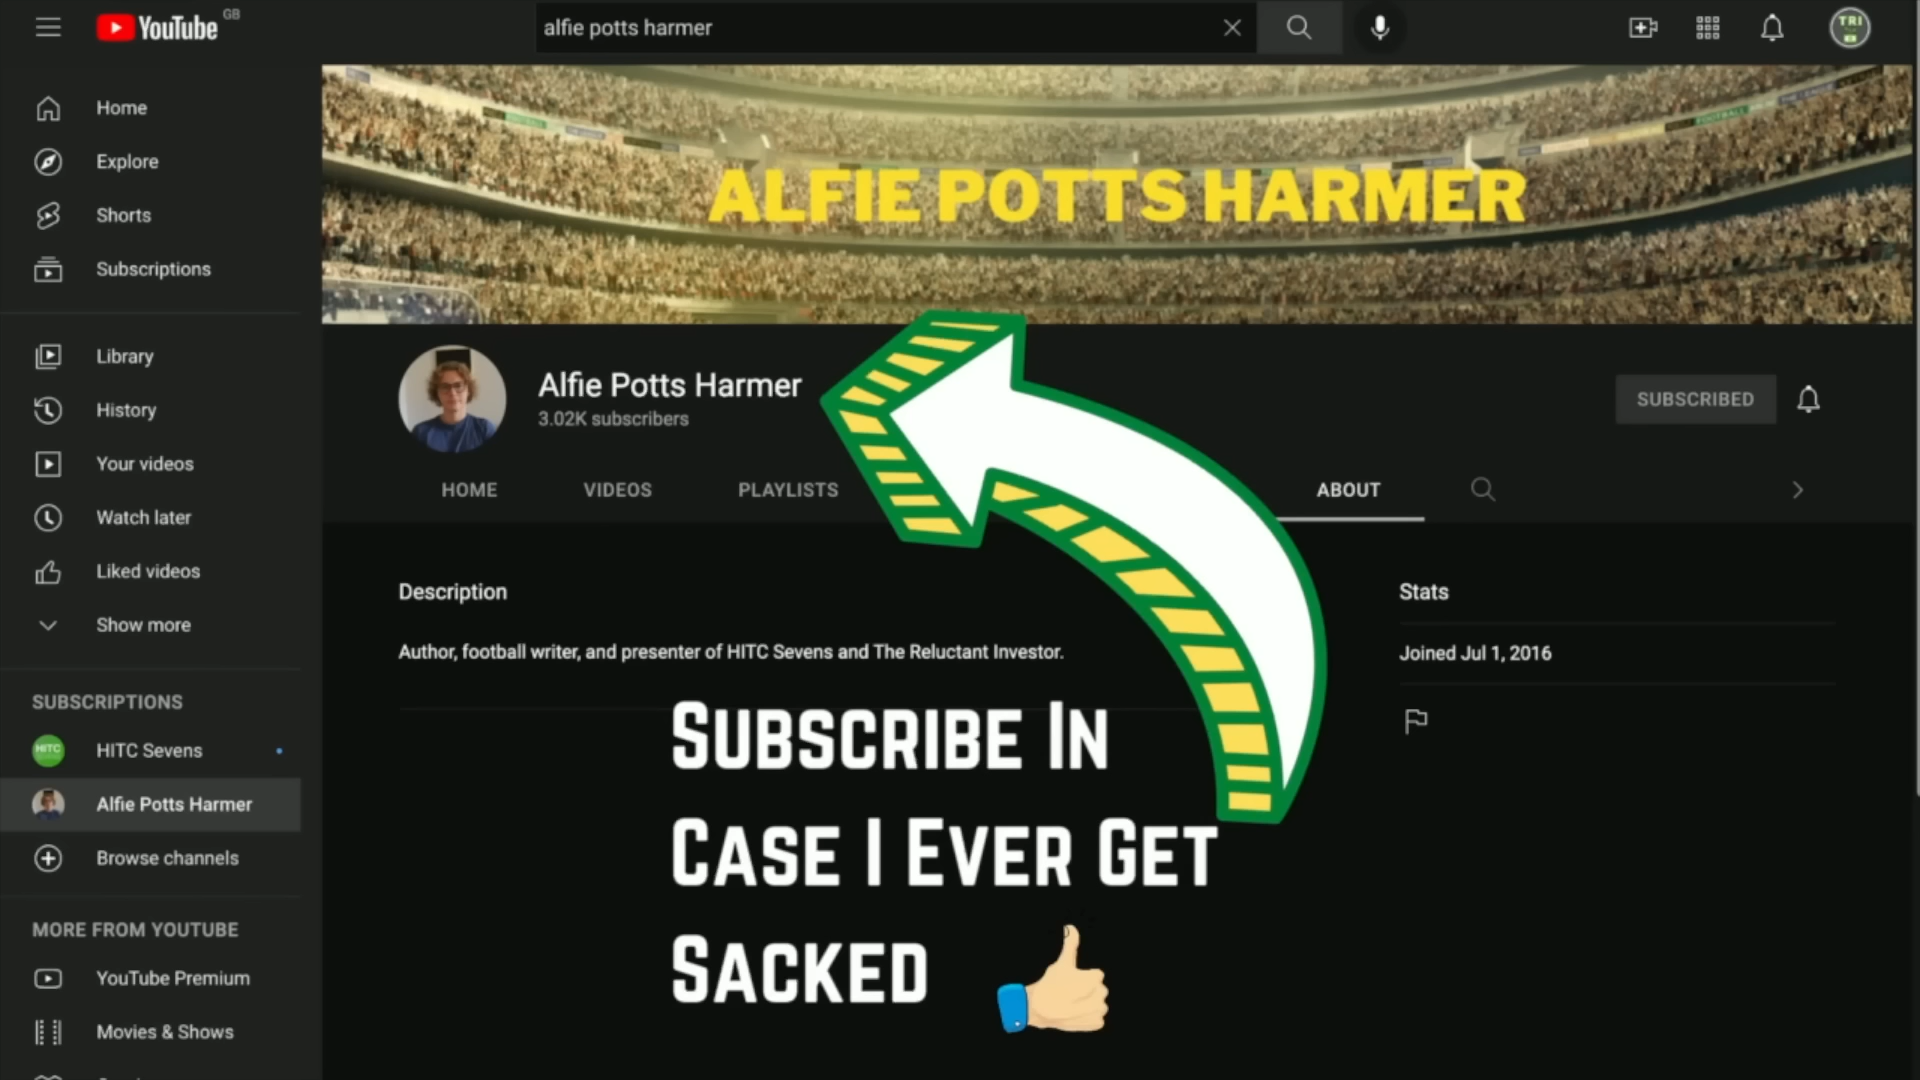 YouTube GB
alfie potts harmer
TRI
Home
Explore
Shorts
Subscriptions
Library
History
Your videos
Watch later
Liked videos
Show more
SUBSCRIPTIONS
HITC HITC Sevens
Alfie Potts Harmer
Browse channels
MORE FROM YOUTUBE
YouTube Premium
Movies & Shows
FOOTBALL
ALFIE POTTS HARMER
Alfie Potts Harmer
3.02K subscribers
SUBSCRIBED
HOME VIDEOS PLAYLISTS ABOUT
Description
Author, football writer, and presenter of HITC Sevens and The Reluctant Investor.
Stats
Joined Jul 1, 2016
SUBSCRIBE IN
CASE I EVER GET
SACKED